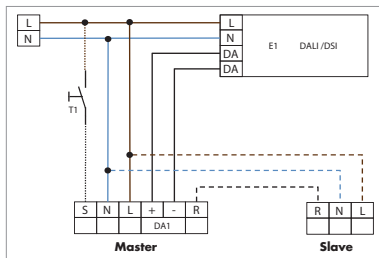 L
N
L
N
DA
DA
E1 DALI /DSI
T1
S N L + - R
DA1
R N L
Master
Slave